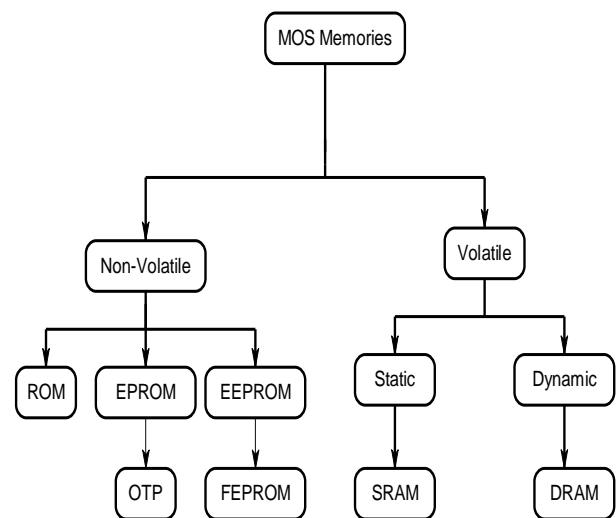 MOS Memories
Non-Volatile
Volatile
ROM
EPROM
EEPROM
Static
Dynamic
OTP
FEPROM
SRAM
DRAM